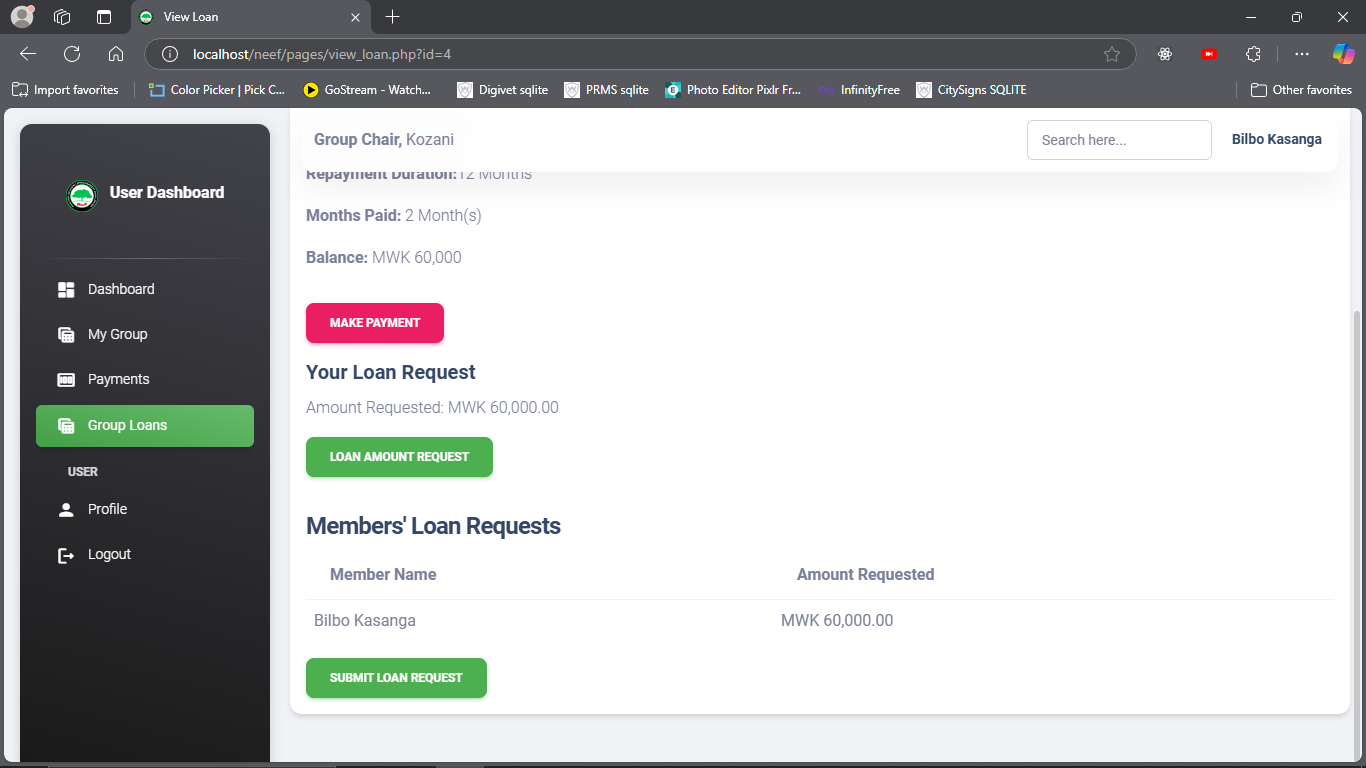 View Loan
localhost/neef/pages/view_loan.php?id=4
Import favorites
Color Picker | Pick C...
GoStream - Watch...
Digivet sqlite
PRMS sqlite
Photo Editor Pixlr Fr...
InfinityFree
CitySigns SQLITE
Other favorites
User Dashboard
Dashboard
My Group
Payments
Group Loans
USER
Profile
Logout
Group Chair, Kozani
Search here...
Bilbo Kasanga
Repayment Duration:12 Months
Months Paid: 2 Month(s)
Balance: MWK 60,000
MAKE PAYMENT
Your Loan Request
Amount Requested: MWK 60,000.00
LOAN AMOUNT REQUEST
Members' Loan Requests
Member Name Amount Requested
Bilbo Kasanga MWK 60,000.00
SUBMIT LOAN REQUEST